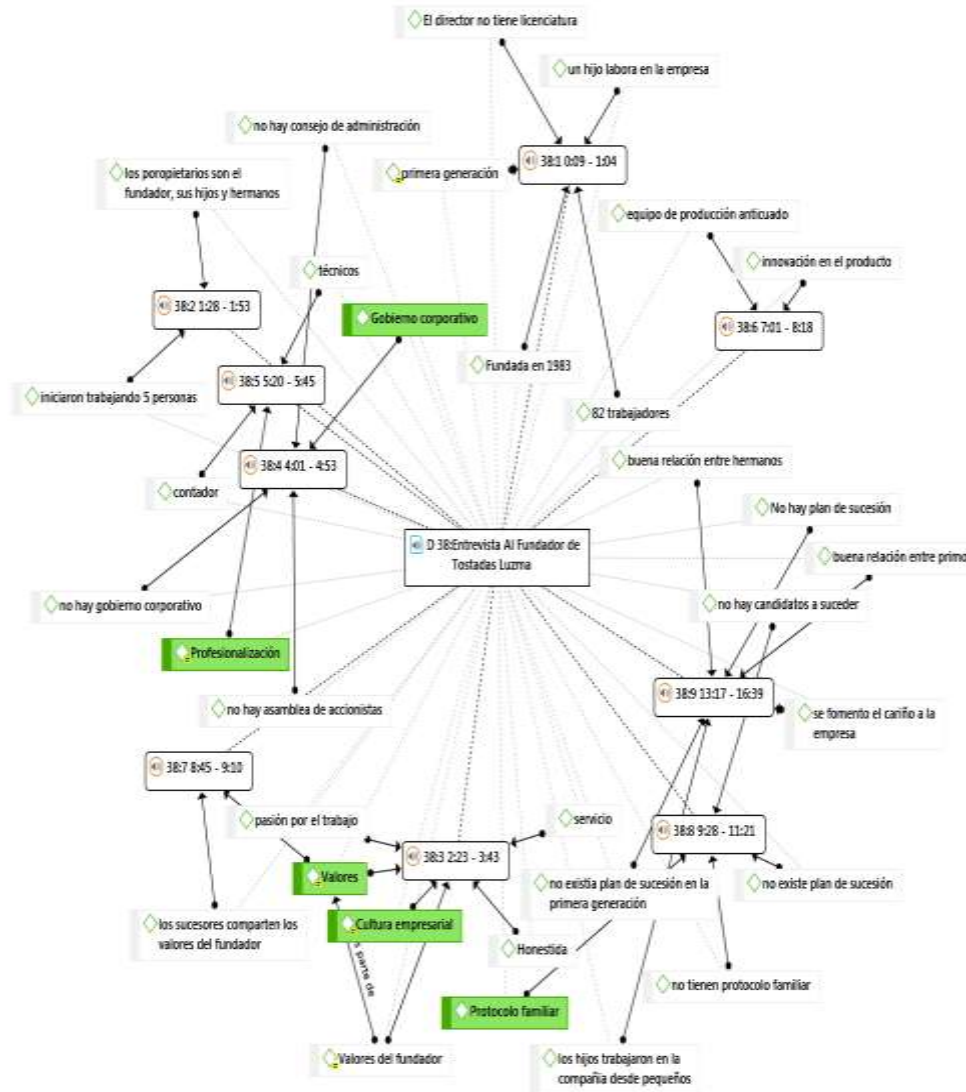 El director no tiene licenciatura
un hijo labora en la empresa
no hay consejo de administración
38:1 0:09 - 1:04
primera generación
los poropietarios son el
fundador, sus hijos y hermanos
equipo de producción anticuado
innovación en el producto
técnicos
38:2 1:28 - 1:53
Gobierno corporativo
38:6 7:01 - 8:18
Fundada en 1983
38:5 5:20 - 5:45
iniciaron trabajando 5 personas
82 trabajadores
38:4 4:01 - 4:53
buena relación entre hermanos
contador
No hay plan de sucesión
D 38:Entrevista Al Fundador de
Tostadas Luzma
buena relación entre primo
no hay gobierno corporativo
no hay candidatos a suceder
Profesionalización
38:9 13:17 - 16:39
no hay asamblea de accionistas
se fomento el cariño a la
empresa
38:7 8:45 - 9:10
pasión por el trabajo
servicio
38:8 9:28 - 11:21
38:3 2:23 - 3:43
Valores
no existía plan de sucesión en la
primera generación
no existe plan de sucesión
los sucesores comparten los
valores del fundador
Cultura empresarial
Honestida
s parte de
no tienen protocolo familiar
Protocolo familiar
Valores del fundador
los hijos trabajaron en la
compañía desde pequeños